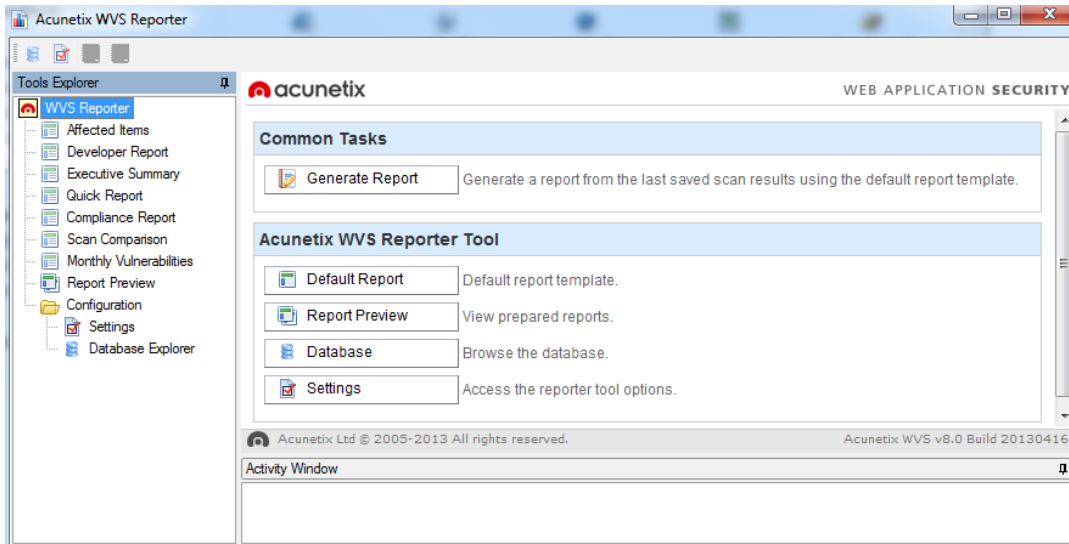 Acunetix WVS Reporter
Tools Explorer
WVS Reporter
Affected Items
Developer Report
Executive Summary
Quick Report
Compliance Report
Scan Comparison
Monthly Vulnerabilities
Report Preview
Configuration
Settings
Database Explorer
acunetix
WEB APPLICATION SECURITY
Common Tasks
Generate Report Generate a report from the last saved scan results using the default report template.
Acunetix WVS Reporter Tool
Default Report Default report template.
Report Preview View prepared reports.
Database Browse the database.
Settings Access the reporter tool options.
Acunetix Ltd © 2005-2013 All rights reserved. Acunetix WVS v8.0 Build 20130416
Activity Window